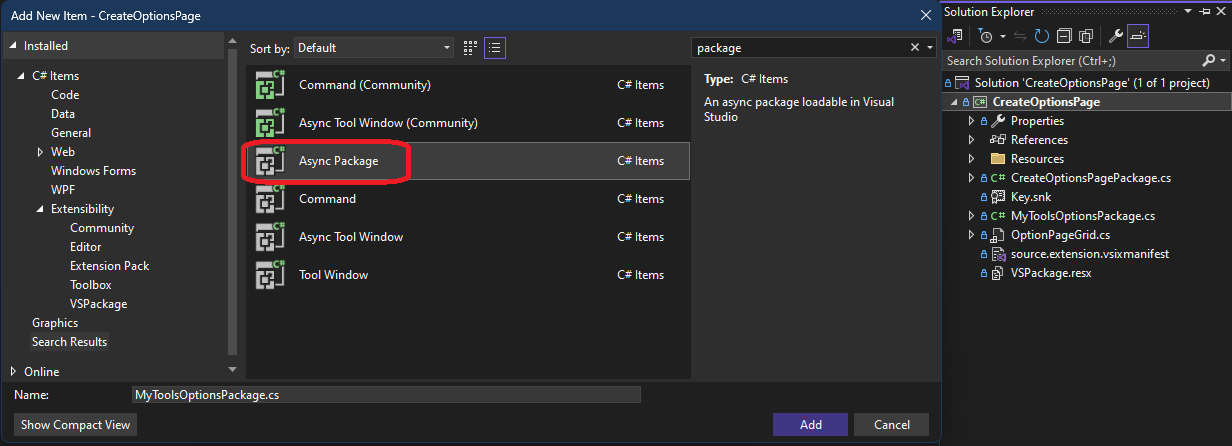 Add New Item - CreateOptionsPage
Installed
C# Items
Code
Data
General
Web
Windows Forms
WPF
Extensibility
Community
Editor
Extension Pack
Toolbox
VSPackage
Graphics
Search Results
Online
Sort by: Default
C# Command (Community) C# Items
C# Async Tool Window (Community) C# Items
C# Async Package C# Items
C# Command C# Items
C# Async Tool Window C# Items
C# Tool Window C# Items
package
Type: C# Items
An async package loadable in Visual
Studio
Name: MyToolsOptionsPackage.cs
Show Compact View
Add
Cancel
Solution Explorer
Search Solution Explorer (Ctrl+;)
Solution 'CreateOptionsPage' (1 of 1 project)
C# CreateOptionsPage
Properties
References
Resources
C# CreateOptionsPagePackage.cs
Key.snk
C# MyToolsOptionsPackage.cs
OptionPageGrid.cs
source.extension.vsixmanifest
VSPackage.resx